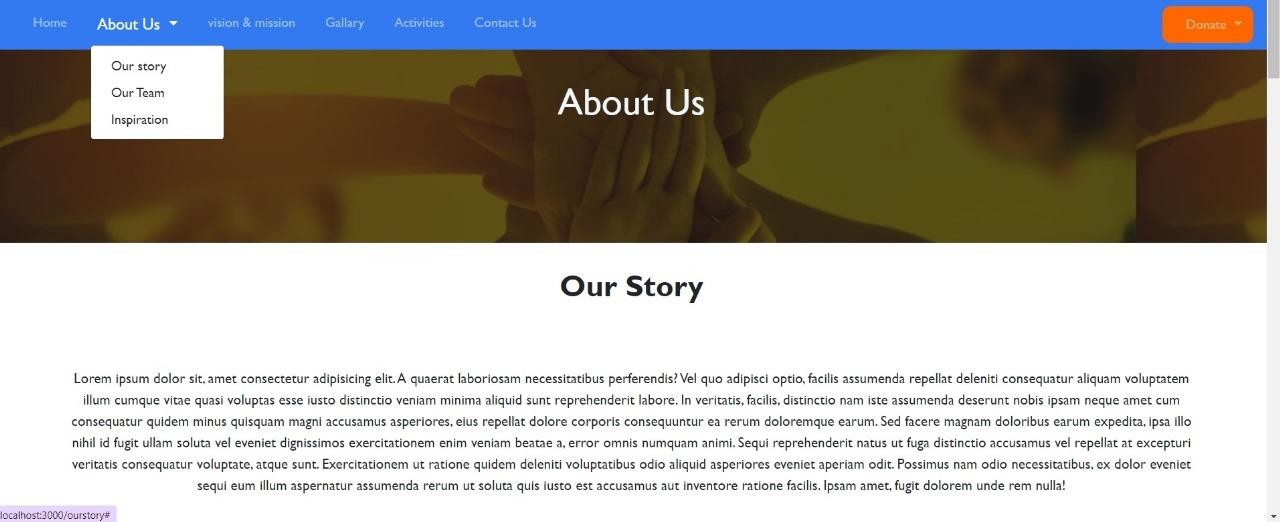 Home About Us vision & mission Gallary Activities Contact Us Donate
Our story
Our Team
Inspiration
About Us
Our Story
Lorem ipsum dolor sit, amet consectetur adipisicing elit. A quaerat laboriosam necessitatibus perferendis? Vel quo adipisci optio, facilis assumenda repellat deleniti consequatur aliquam voluptatem
illum cumque vitae quasi voluptas esse iusto distinctio veniam minima aliquid sunt reprehenderit labore. In veritatis, facilis, distinctio nam iste assumenda deserunt nobis ipsam neque amet cum
consequatur quidem minus quisquam magni accusamus asperiores, eius repellat dolore corporis consequuntur ea rerum doloremque earum. Sed facere magnam doloribus earum expedita, ipsa illo
nihil id fugit ullam soluta vel eveniet dignissimos exercitationem enim veniam beatae a, error omnis numquam animi. Sequi reprehenderit natus ut fuga distinctio accusamus vel repellat at excepturi
veritatis consequatur voluptate, atque sunt. Exercitationem ut ratione quidem deleniti voluptatibus odio aliquid asperiores eveniet aperiam odit. Possimus nam odio necessitatibus, ex dolor eveniet
sequi eum illum aspernatur assumenda rerum ut soluta quis iusto est accusamus aut inventore ratione facilis. Ipsam amet, fugit dolorem unde rem nulla!
localhost:3000/ourstory#